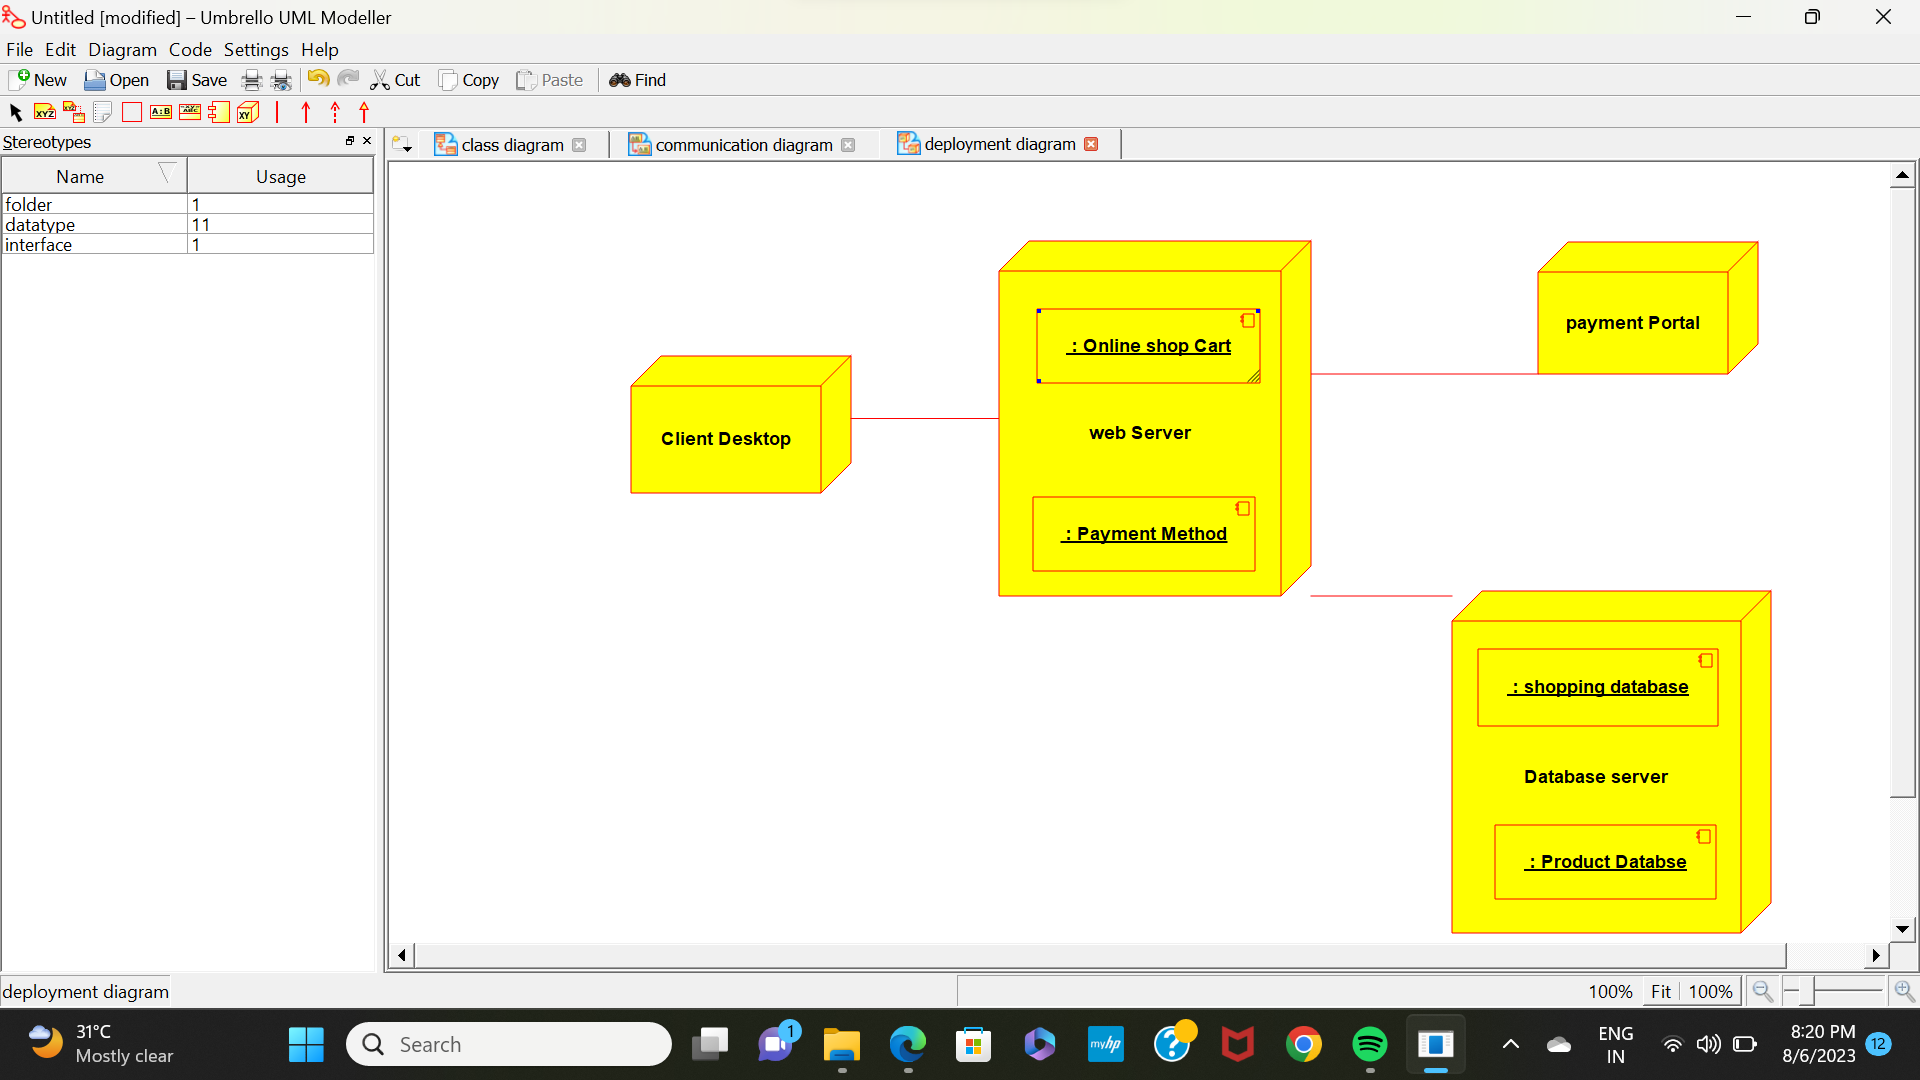 Untitled [modified] – Umbrello UML Modeller
File Edit Diagram Code Settings Help
New Open Save Cut Copy Paste Find
XYZ A:B XY
Stereotypes
class diagram communication diagram deployment diagram
Name Usage
folder 1
datatype 11
interface 1
: Online shop Cart
web Server
: Payment Method
Client Desktop
payment Portal
: shopping database
Database server
: Product Databse
deployment diagram
100% Fit 100%
31°C
Mostly clear
Search
1
myhp
?
ENG
IN
8:20 PM
8/6/2023
12